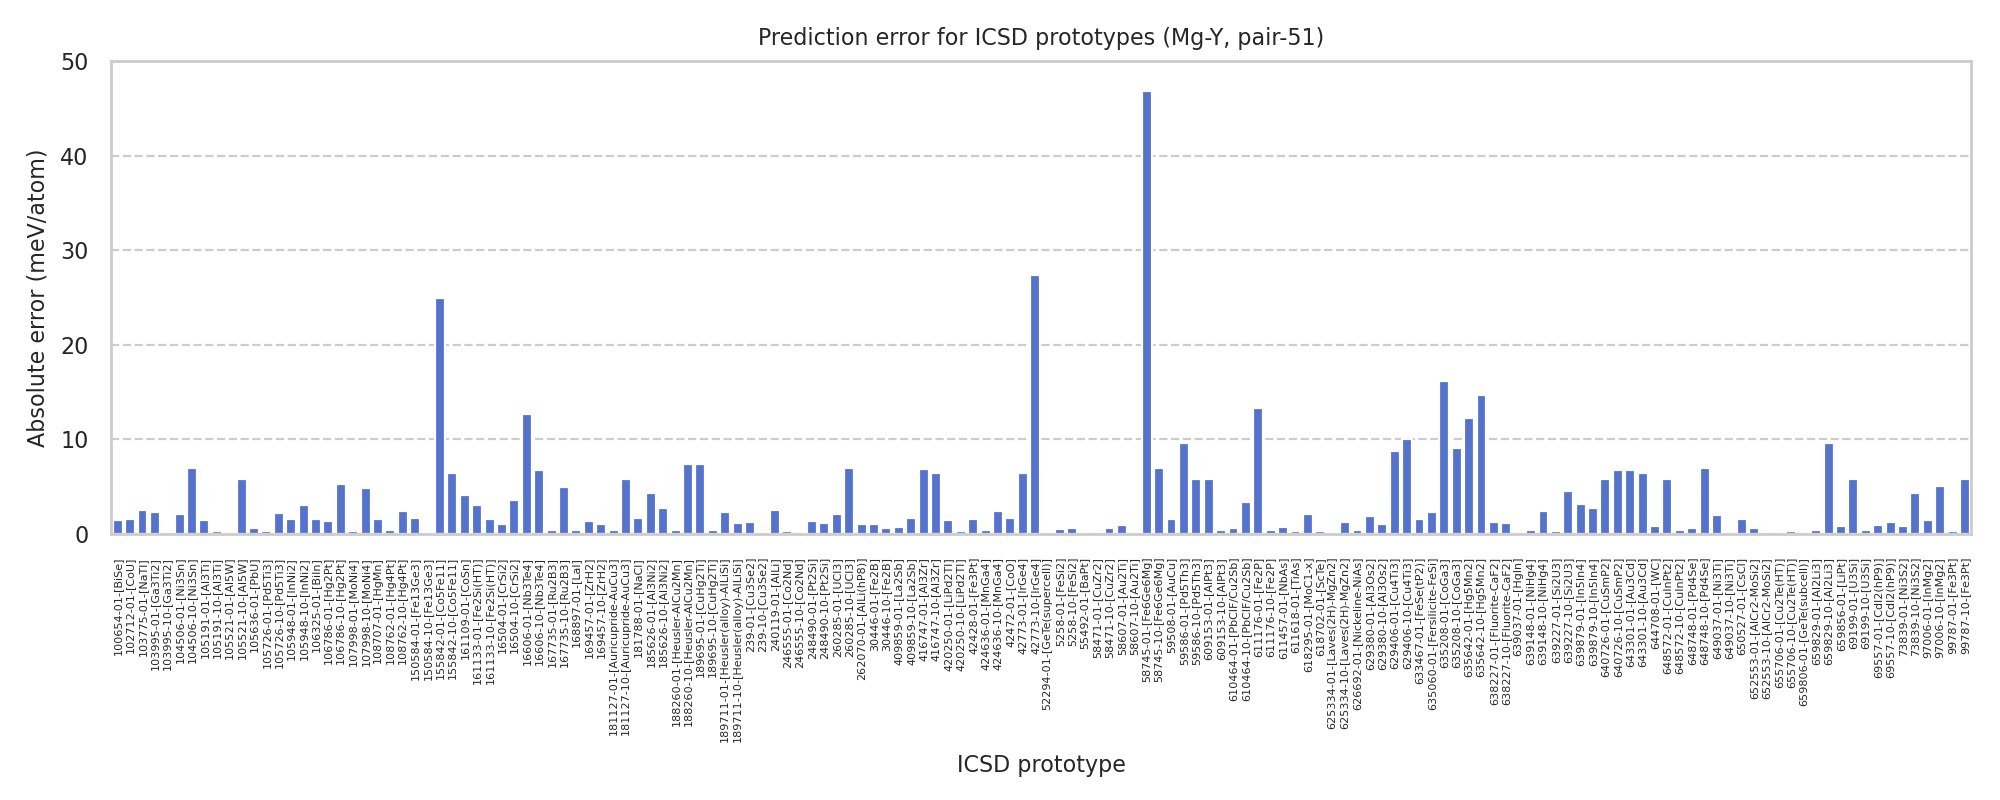 Prediction error for ICSD prototypes (Mg-Y, pair-51)
Absolute error (meV/atom)
50
40
30
20
10
0
100654-01-[BiSe]
102712-01-[CoU]
103775-01-[NaTl]
103995-01-[Ga3Ti2]
103995-10-[Ga3Ti2]
104506-01-[Ni3Sn]
104506-10-[Ni3Sn]
105191-01-[Al3Ti]
105191-10-[Al3Ti]
105521-01-[Al5W]
105521-10-[Al5W]
105636-01-[PbU]
105726-01-[Pd5Ti3]
105726-10-[Pd5Ti3]
105948-01-[InNi2]
105948-10-[InNi2]
106325-01-[BiIn]
106786-01-[Hg2Pt]
106786-10-[Hg2Pt]
107998-01-[MoNi4]
107998-10-[MoNi4]
108707-01-[HgMn]
108762-01-[Hg4Pt]
108762-10-[Hg4Pt]
150584-01-[Fe13Ge3]
150584-10-[Fe13Ge3]
155842-01-[Co5Fe11]
155842-10-[Co5Fe11]
161109-01-[CoSn]
161133-01-[Fe2Si(HT)]
161133-10-[Fe2Si(HT)]
16504-01-[CrSi2]
16504-10-[CrSi2]
16606-01-[Nb3Te4]
16606-10-[Nb3Te4]
167735-01-[Ru2B3]
167735-10-[Ru2B3]
168897-01-[LaI]
169457-01-[ZrH2]
169457-10-[ZrH2]
181127-01-[Auricupride-AuCu3]
181127-10-[Auricupride-AuCu3]
181788-01-[NaCl]
185626-01-[Al3Ni2]
185626-10-[Al3Ni2]
188260-01-[Heusler-AlCu2Mn]
188260-10-[Heusler-AlCu2Mn]
189695-01-[CuHg2Ti]
189695-10-[CuHg2Ti]
189711-01-[Heusler(alloy)-AlLiSi]
189711-10-[Heusler(alloy)-AlLiSi]
239-01-[Cu3Se2]
239-10-[Cu3Se2]
240119-01-[AlLi]
246555-01-[Co2Nd]
246555-10-[Co2Nd]
248490-01-[Pt2Si]
248490-10-[Pt2Si]
260285-01-[UCl3]
260285-10-[UCl3]
262070-01-[AlLi(hP8)]
30446-01-[Fe2B]
30446-10-[Fe2B]
409859-01-[La2Sb]
409859-10-[La2Sb]
416747-01-[Al3Zr]
416747-10-[Al3Zr]
420250-01-[LiPd2Tl]
420250-10-[LiPd2Tl]
42428-01-[Fe3Pt]
424636-01-[MnGa4]
424636-10-[MnGa4]
42472-01-[CoO]
42773-01-[IrGe4]
42773-10-[IrGe4]
52294-01-[GeTe(supercell)]
5258-01-[FeSi2]
5258-10-[FeSi2]
55492-01-[BaPt]
58471-01-[CuZr2]
58471-10-[CuZr2]
58607-01-[Au2Ti]
58607-10-[Au2Ti]
58745-01-[Fe6Ge6Mg]
58745-10-[Fe6Ge6Mg]
59508-01-[AuCu]
59586-01-[Pd5Th3]
59586-10-[Pd5Th3]
609153-01-[AlPt3]
609153-10-[AlPt3]
610464-01-[PbClF/Cu2Sb]
610464-10-[PbClF/Cu2Sb]
611176-01-[Fe2P]
611176-10-[Fe2P]
611457-01-[NbAs]
611618-01-[TiAs]
618295-01-[MoC1-x]
618702-01-[ScTe]
625334-01-[Laves(2H)-MgZn2]
625334-10-[Laves(2H)-MgZn2]
626692-01-[Nickeline-NiAs]
629380-01-[Al3Os2]
629380-10-[Al3Os2]
629406-01-[Cu4Ti3]
629406-10-[Cu4Ti3]
633467-01-[FeSe(tP2)]
635060-01-[Fersilicite-FeSi]
635208-01-[CoGa3]
635208-10-[CoGa3]
635642-01-[Hg5Mn2]
635642-10-[Hg5Mn2]
638227-01-[Fluorite-CaF2]
638227-10-[Fluorite-CaF2]
639037-01-[HgIn]
639148-01-[NiHg4]
639148-10-[NiHg4]
639227-01-[Si2U3]
639227-10-[Si2U3]
639879-01-[In5In4]
639879-10-[In5In4]
640726-01-[CuSmP2]
640726-10-[CuSmP2]
643301-01-[Au3Cd]
643301-10-[Au3Cd]
644708-01-[WC]
648572-01-[CuInPt2]
648572-10-[CuInPt2]
648748-01-[Pd4Se]
648748-10-[Pd4Se]
649037-01-[Ni3Ti]
649037-10-[Ni3Ti]
650527-01-[CsCl]
652553-01-[AlCr2-MoSi2]
652553-10-[AlCr2-MoSi2]
655706-01-[Cu2Te(HT)]
655706-10-[Cu2Te(HT)]
659806-01-[GeTe(subcell)]
659829-01-[Al2Li3]
659829-10-[Al2Li3]
659856-01-[LiPt]
69199-01-[U3Si]
69199-10-[U3Si]
69557-01-[CdI2(hP9)]
69557-10-[CdI2(hP9)]
73839-01-[Ni3S2]
73839-10-[Ni3S2]
97006-01-[InMg2]
97006-10-[InMg2]
99787-01-[Fe3Pt]
99787-10-[Fe3Pt]
ICSD prototype